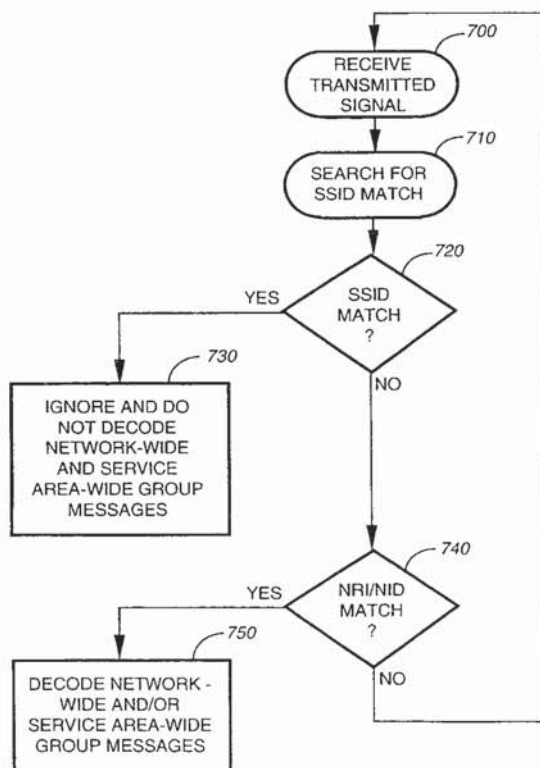 700
RECEIVE
TRANSMITTED
SIGNAL
710
SEARCH FOR
SSID MATCH
720
SSID
MATCH
?
YES
NO
730
IGNORE AND DO
NOT DECODE
NETWORK-WIDE
AND SERVICE
AREA-WIDE GROUP
MESSAGES
740
NRI/NID
MATCH
?
YES
NO
750
DECODE NETWORK -
WIDE AND/OR
SERVICE AREA-WIDE
GROUP MESSAGES